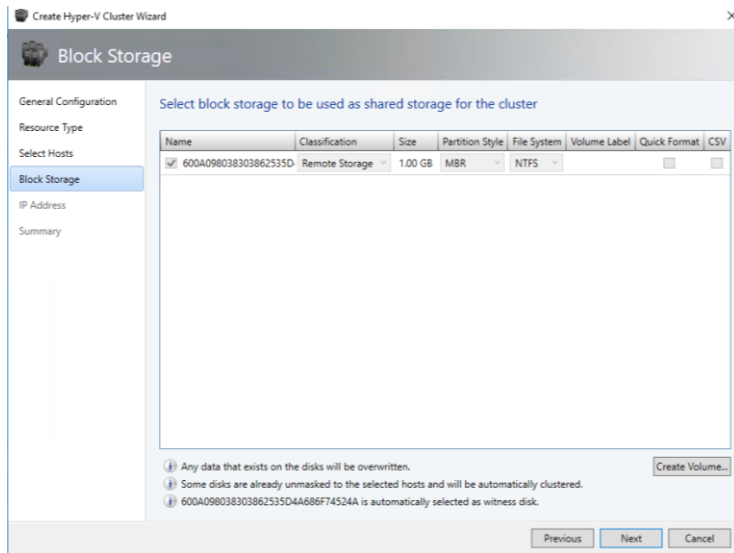 Create Hyper-V Cluster Wizard
Block Storage
General Configuration
Resource Type
Select Hosts
Block Storage
IP Address
Summary
Select block storage to be used as shared storage for the cluster
Name Classification Size Partition Style File System Volume Label Quick Format CSV
600A098038303862535D- Remote Storage 1.00 GB MBR NTFS
Any data that exists on the disks will be overwritten.
Create Volume...
Some disks are already unmasked to the selected hosts and will be automatically clustered.
600A098038303862535D4A686F74524A is automatically selected as witness disk.
Previous Next Cancel